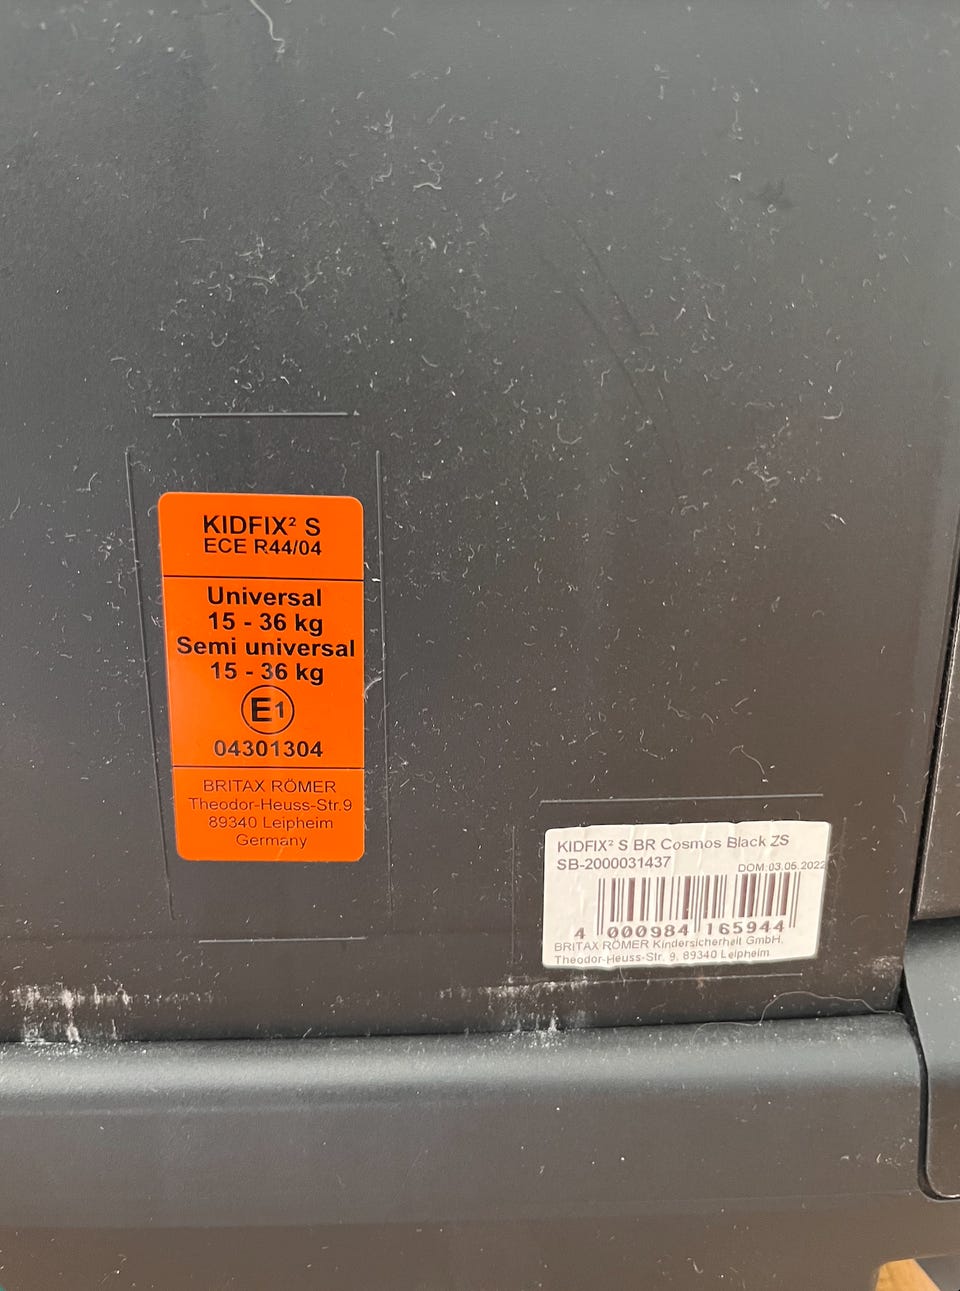 KIDFIX² S
ECE R44/04
Universal
15 - 36 kg
Semi universal
15 - 36 kg
E1
04301304
BRITAX RÖMER
Theodor-Heuss-Str.9
89340 Leipheim
Germany
KIDFIX² S BR Cosmos Black ZS
SB-2000031437
DOM:03.05.2022
4 000984 165944
BRITAX RÖMER Kindersicherheit GmbH,
Theodor-Heuss-Str. 9, 89340 Leipheim